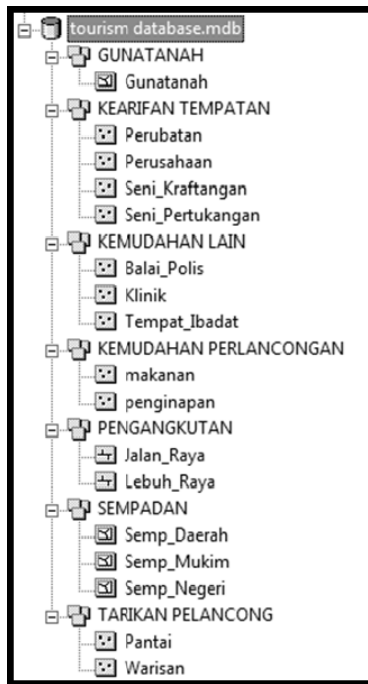 tourism database.mdb
GUNATANAH
Gunatanah
KEARIFAN TEMPATAN
Perubatan
Perusahaan
Seni_Kraftangan
Seni_Pertukangan
KEMUDAHAN LAIN
Balai_Polis
Klinik
Tempat_Ibadat
KEMUDAHAN PERLANCONGAN
makanan
penginapan
PENGANGKUTAN
Jalan_Raya
Lebuh_Raya
SEMPADAN
Semp_Daerah
Semp_Mukim
Semp_Negeri
TARIKAN PELANCONG
Pantai
Warisan